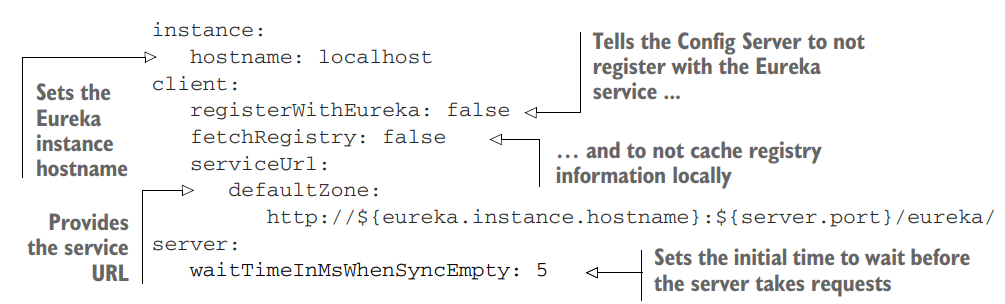 instance:
hostname: localhost
client:
registerWithEureka: false
fetchRegistry: false
serviceUrl:
defaultZone:
http://${eureka.instance.hostname}:${server.port}/eureka/
server:
waitTimeInMsWhenSyncEmpty: 5
Sets the
Eureka
instance
hostname
Provides
the service
URL
Tells the Config Server to not
register with the Eureka
service ...
... and to not cache registry
information locally
Sets the initial time to wait before
the server takes requests